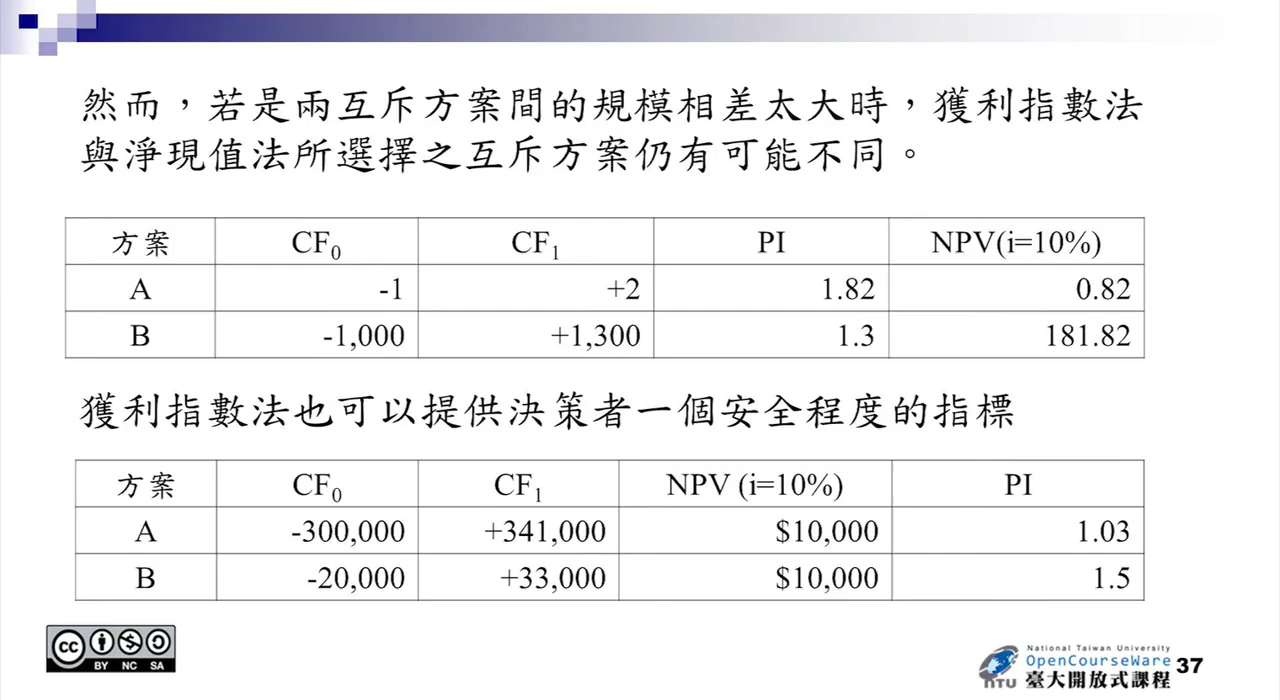 然而，若是兩互斥方案間的規模相差太大時，獲利指數法
與淨現值法所選擇之互斥方案仍有可能不同。
方案 CF0 CF1 PI NPV(i=10%)
A -1 +2 1.82 0.82
B -1,000 +1,300 1.3 181.82
獲利指數法也可以提供決策者一個安全程度的指標
方案 CF0 CF1 NPV (i=10%) PI
A -300,000 +341,000 $10,000 1.03
B -20,000 +33,000 $10,000 1.5
cc BY NC SA
NTU
National Taiwan University
OpenCourseWare
臺大開放式課程
37